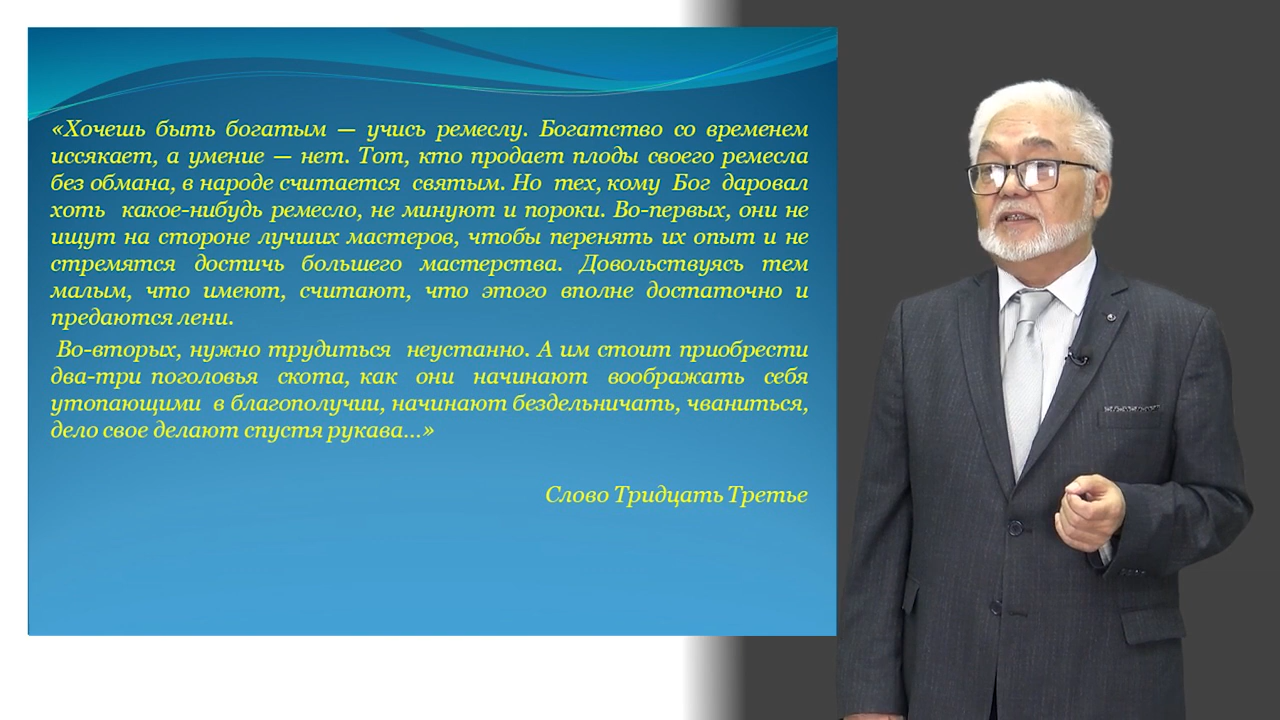 «Хочешь быть богатым — учись ремеслу. Богатство со временем
иссякает, а умение — нет. Тот, кто продает плоды своего ремесла
без обмана, в народе считается святым. Но тех, кому Бог даровал
хоть какое-нибудь ремесло, не минуют и пороки. Во-первых, они не
ищут на стороне лучших мастеров, чтобы перенять их опыт и не
стремятся достичь большего мастерства. Довольствуясь тем
малым, что имеют, считают, что этого вполне достаточно и
предаются лени.
Во-вторых, нужно трудиться неустанно. А им стоит приобрести
два-три поголовья скота, как они начинают воображать себя
утопающими в благополучии, начинают бездельничать, чваниться,
дело свое делают спустя рукава...»
Слово Тридцать Третье